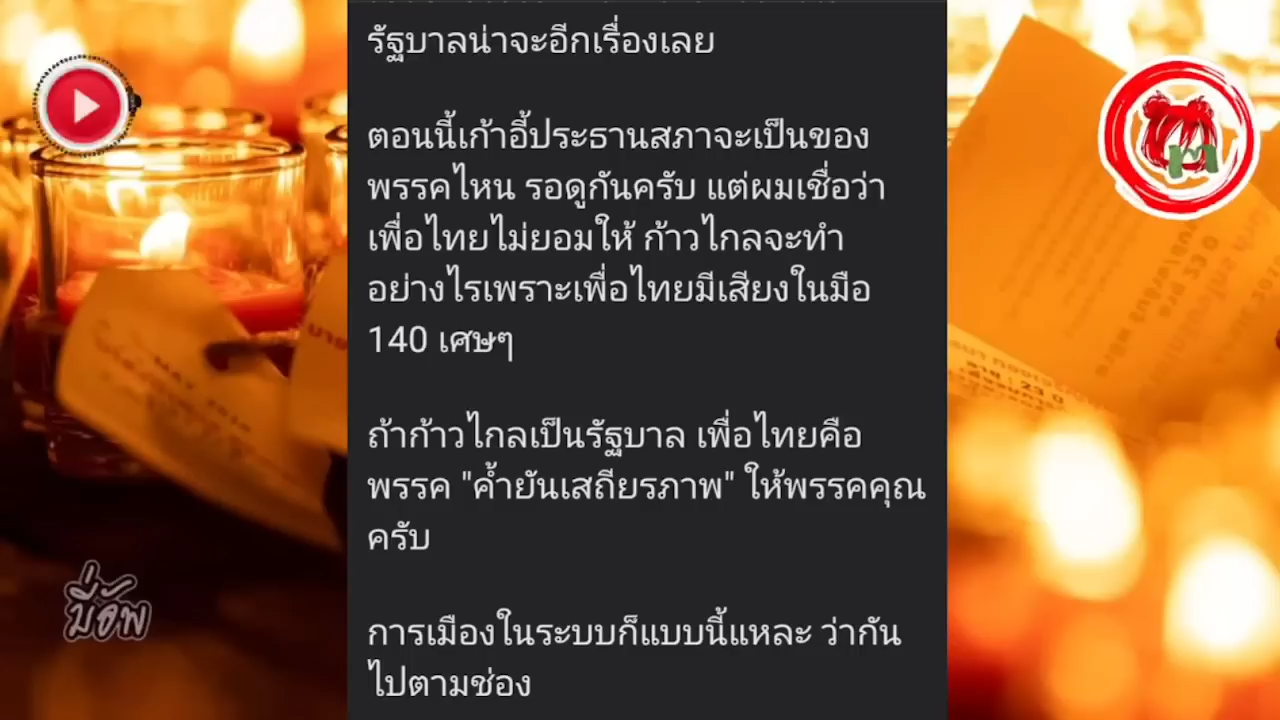 รัฐบาลน่าจะอีกเรื่องเลย
ตอนนี้เก้าอี้ประธานสภาจะเป็นของ
พรรคไหน รอดูกันครับ แต่ผมเชื่อว่า
เพื่อไทยไม่ยอมให้ ก้าวไกลจะทำ
อย่างไรเพราะเพื่อไทยมีเสียงในมือ
140 เศษๆ
ถ้าก้าวไกลเป็นรัฐบาล เพื่อไทยคือ
พรรค "ค้ำยันเสถียรภาพ" ให้พรรคคุณ
ครับ
การเมืองในระบบก็แบบนี้แหละ ว่ากัน
ไปตามช่อง
มี่อัพ